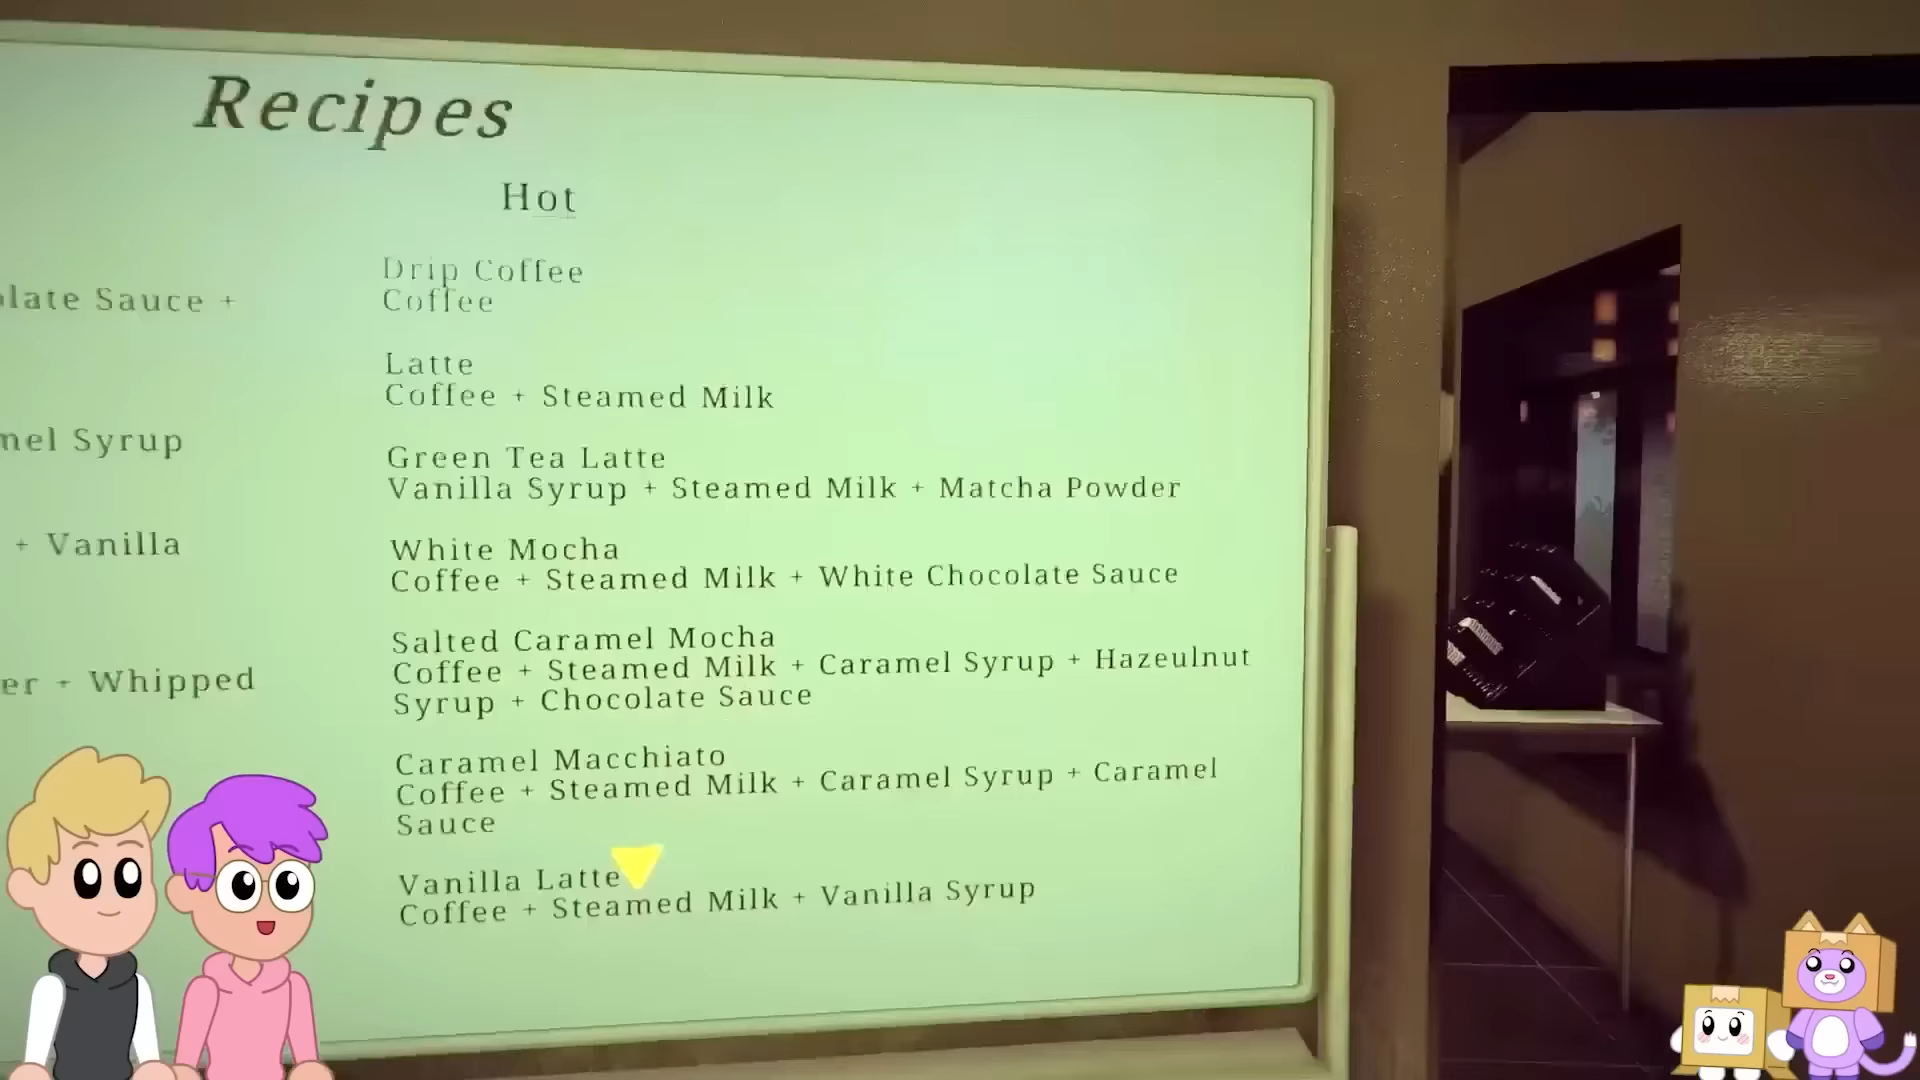 Recipes
Hot
Sauce +
Syrup
+ Vanilla
+ Whipped
Drip Coffee
Coffee
Latte
Coffee + Steamed Milk
Green Tea Latte
Vanilla Syrup + Steamed Milk + Matcha Powder
White Mocha
Coffee + Steamed Milk + White Chocolate Sauce
Salted Caramel Mocha
Coffee + Steamed Milk + Caramel Syrup + Hazeulnut
Syrup + Chocolate Sauce
Caramel Macchiato
Coffee + Steamed Milk + Caramel Syrup + Caramel
Sauce
Vanilla Latte
Coffee + Steamed Milk + Vanilla Syrup